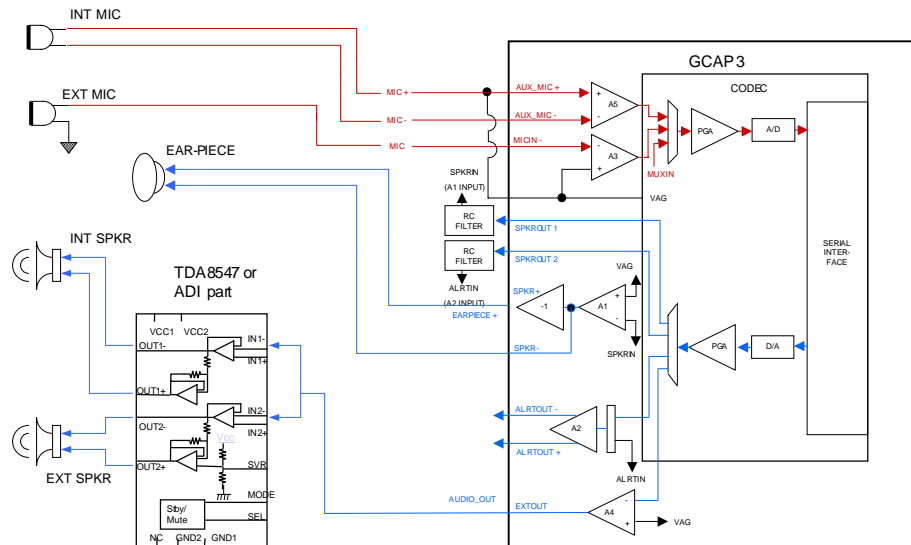 INT MIC
EXT MIC
EAR-PIECE
INT SPKR
EXT SPKR
TDA8547 or
ADI part
VCC1
VCC2
OUT1-
IN1-
IN1+
OUT1+
OUT2-
IN2-
IN2+
Vcc
OUT2+
SVR
MODE
Stby/
Mute
SEL
NC
GND2
GND1
MIC +
MIC -
MIC
GCAP 3
CODEC
AUX_MIC +
AUX_MIC -
MICIN -
+
-
A5
-
+
A3
PGA
A/D
MUXIN
VAG
SPKRIN
(A1 INPUT)
RC
FILTER
RC
FILTER
ALRTIN
(A2 INPUT)
SPKROUT 1
SPKROUT 2
SERIAL
INTER-
FACE
VAG
SPKR+
EARPIECE +
-1
A1
+
-
SPKR-
SPKRIN
PGA
D/A
ALRTOUT -
ALRTOUT +
A2
ALRTIN
AUDIO_OUT
EXTOUT
A4
-
+
VAG